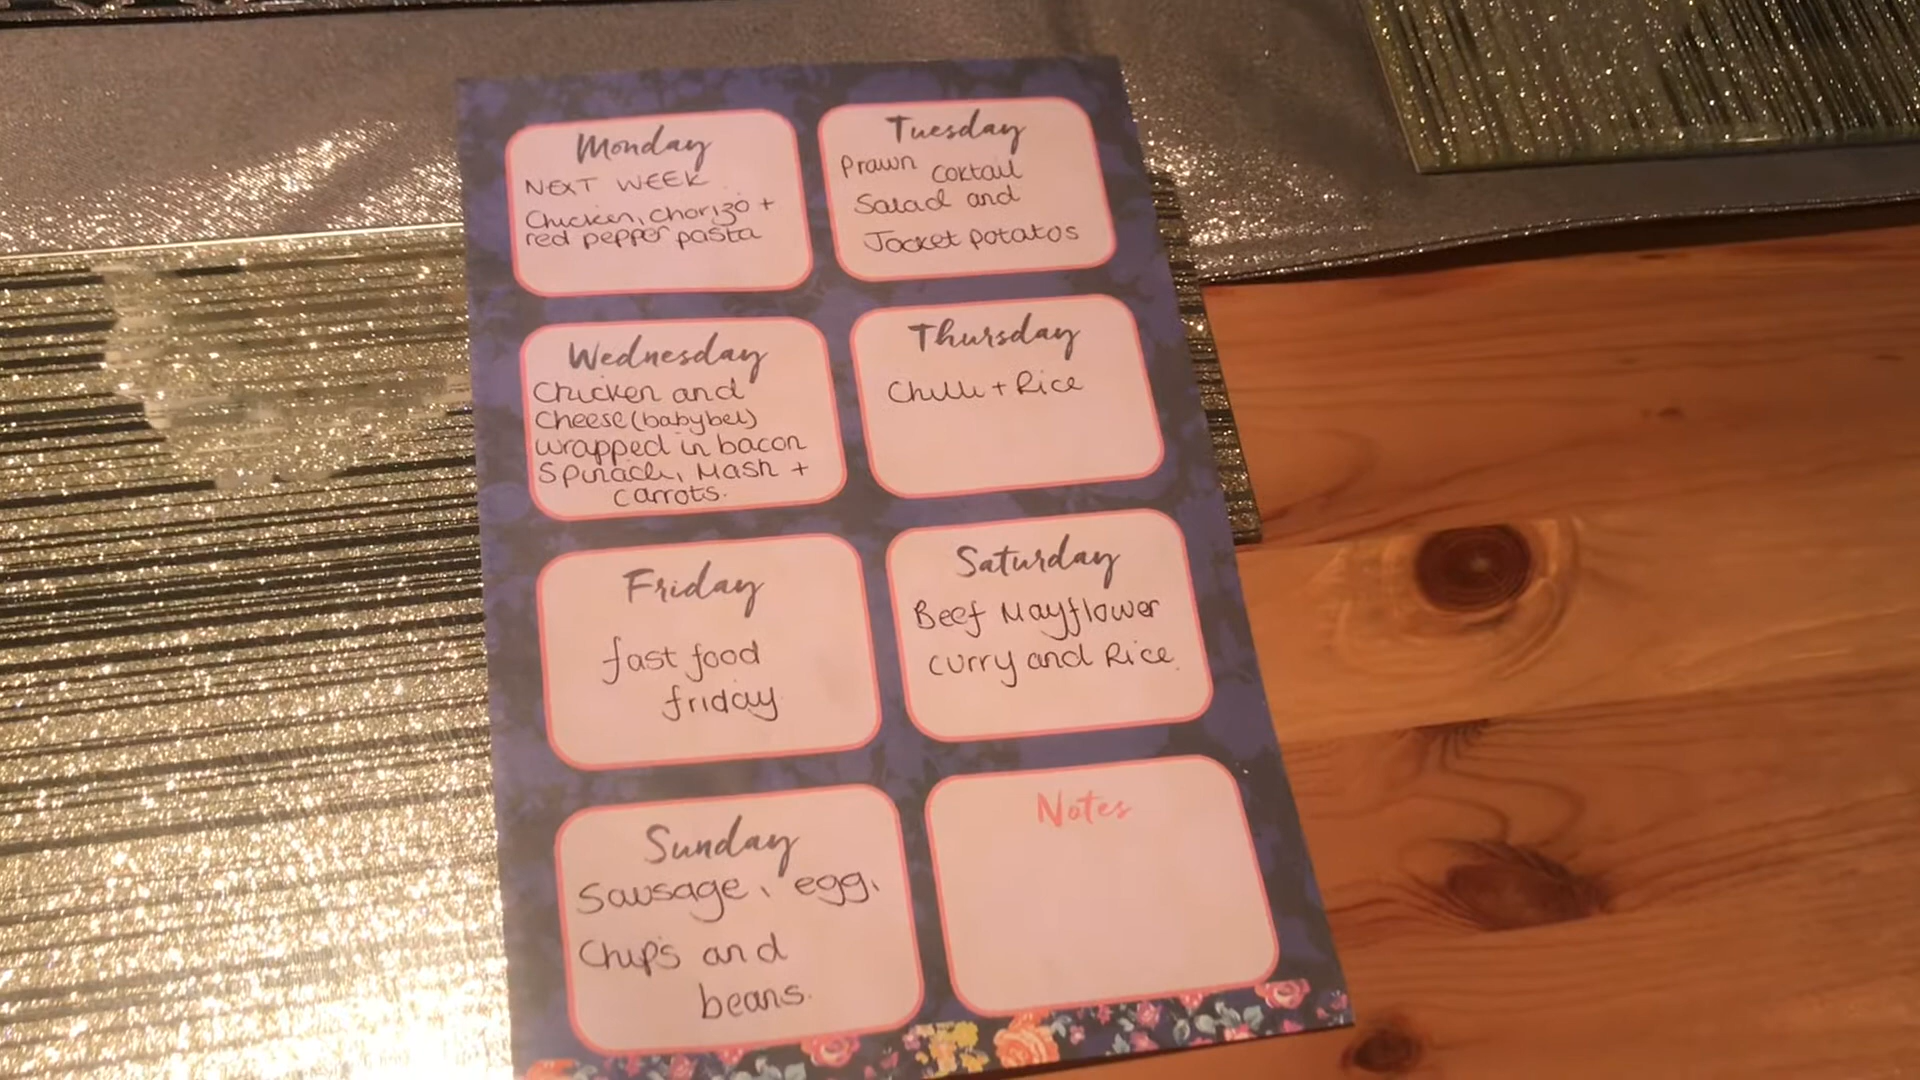 Monday
NEXT WEEK
Chicken, chorizo +
red pepper pasta
Tuesday
Prawn coktail
Salad and
Jacket potatos
Wednesday
Chicken and
Cheese (babybel)
wrapped in bacon
Spinach, Mash +
carrots.
Thursday
Chilli + Rice
Friday
fast food
friday
Saturday
Beef Mayflower
curry and Rice.
Sunday
Sausage, egg,
Chips and
beans.
Notes